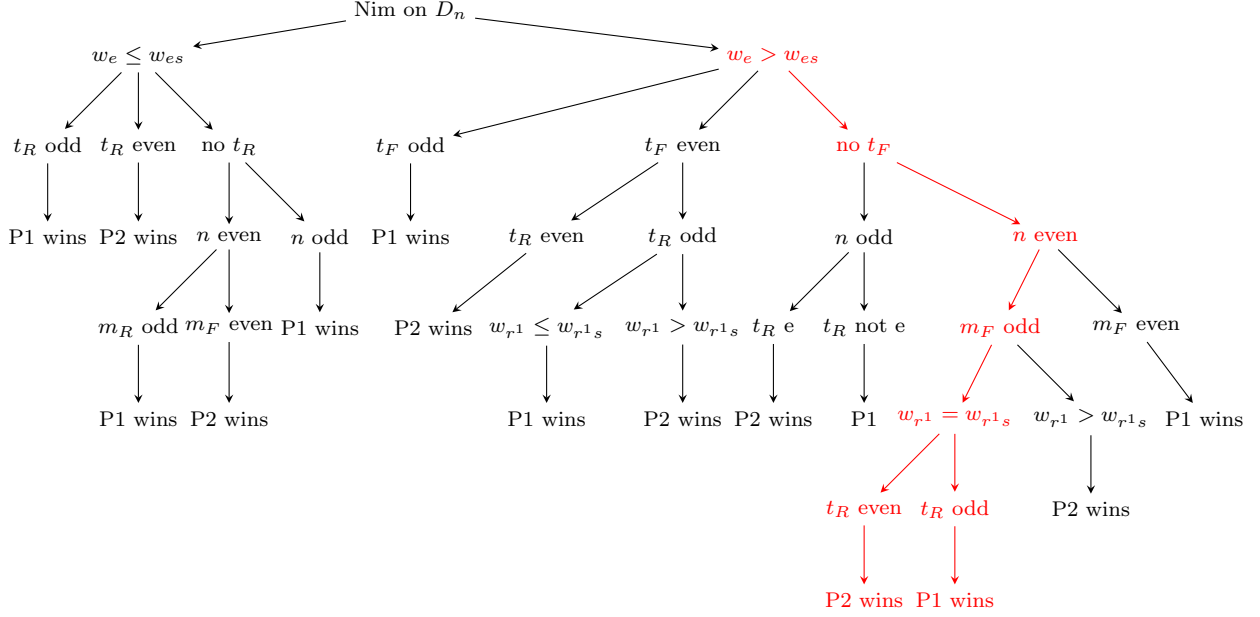 Nim on $D_n$
$w_e \leq w_{es}$ $w_e > w_{es}$
$t_R$ odd $t_R$ even no $t_R$ $t_F$ odd $t_F$ even no $t_F$
P1 wins P2 wins $n$ even $n$ odd P1 wins $t_R$ even $t_R$ odd $n$ odd $n$ even
$m_R$ odd $m_F$ even P1 wins P2 wins $w_{r^1} \leq w_{r^1s}$ $w_{r^1} > w_{r^1s}$ $t_R$ e $t_R$ not e $m_F$ odd $m_F$ even
P1 wins P2 wins P1 wins P2 wins P2 wins P1 $w_{r^1} = w_{r^1s}$ $w_{r^1} > w_{r^1s}$ P1 wins
$t_R$ even $t_R$ odd P2 wins
P2 wins P1 wins